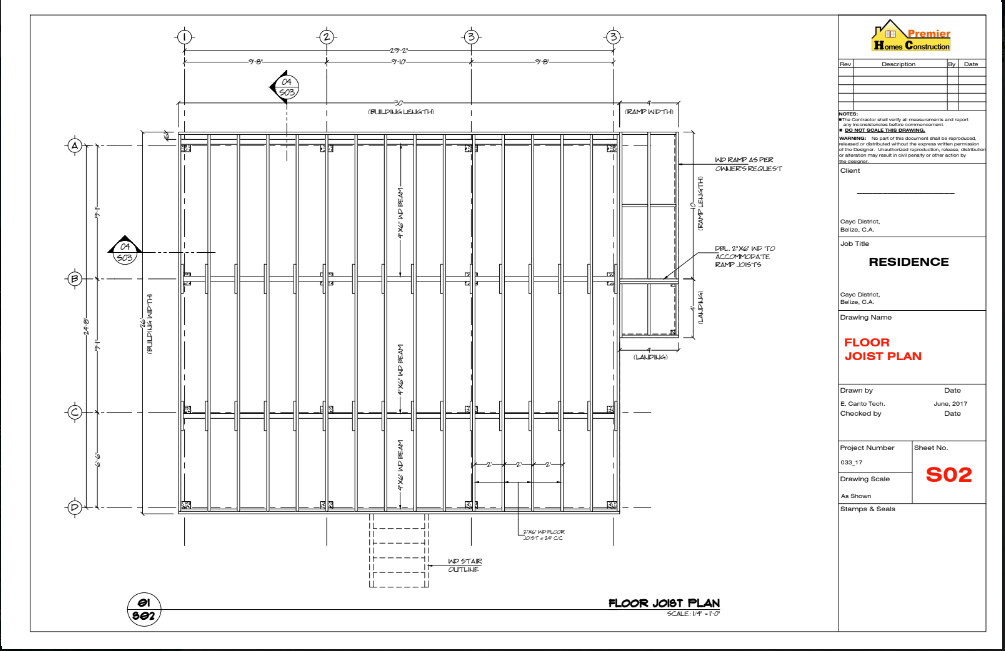 1
2
3
3
29'-2"
9'-8"
9'-10"
9'-8"
04
S03
30'
(BUILDING LENGTH)
4'
(RAMP WIDTH)
A
B
C
D
04
S03
26'
(BUILDING WIDTH)
4"X6" WD BEAM
4"X6" WD BEAM
4"X6" WD BEAM
WD RAMP AS PER
OWNER'S REQUEST
10'
(RAMP LENGTH)
DBL. 2"X6" WD TO
ACCOMMODATE
RAMP JOISTS
4'
(LANDING)
4'
(LANDING)
2'
2'
2'
2"X6" WD FLOOR
JOIST @ 24" C.C.
WD STAIR
OUTLINE
01
S02
FLOOR JOIST PLAN
SCALE: 1/4" = 1'-0"
Premier
Homes Construction
Rev
Description
By
Date
NOTES:
The Contractor shall verify all measurements and report
any inconsistencies before commencement.
DO NOT SCALE THIS DRAWING.
WARNING: No part of this document shall be reproduced,
released or distributed without the express written permission
of the Designer. Unauthorized reproduction, release, distribution
or alteration may result in civil penalty or other action by
the designer.
Client
Cayo District,
Belize, C.A.
Job Title
RESIDENCE
Cayo District,
Belize, C.A.
Drawing Name
FLOOR
JOIST PLAN
Drawn by
Date
E. Canto Tech.
June, 2017
Checked by
Date
Project Number
Sheet No.
033_17
S02
Drawing Scale
As Shown
Stamps & Seals